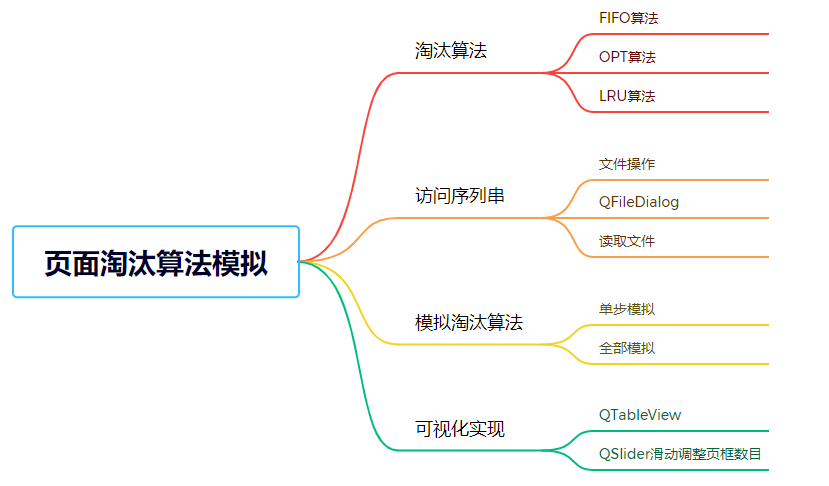 页面淘汰算法模拟
淘汰算法
FIFO算法
OPT算法
LRU算法
访问序列串
文件操作
QFileDialog
读取文件
模拟淘汰算法
单步模拟
全部模拟
可视化实现
QTableView
QSlider滑动调整页框数目